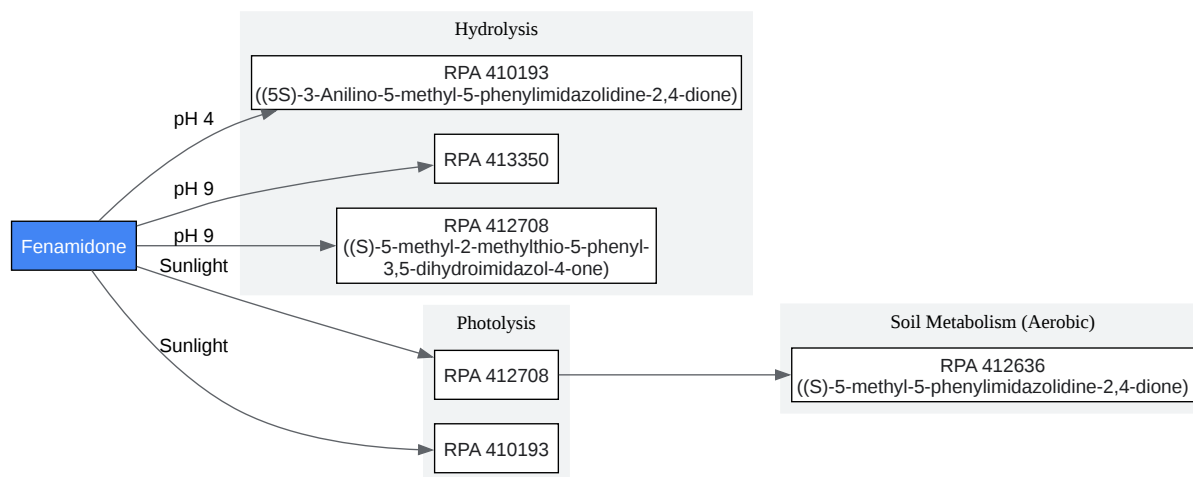 Hydrolysis
RPA 410193
((5S)-3-Anilino-5-methyl-5-phenylimidazolidine-2,4-dione)
pH 4
RPA 413350
pH 9
RPA 412708
((S)-5-methyl-2-methylthio-5-phenyl-
3,5-dihydroimidazol-4-one)
Fenamidone
pH 9
Sunlight
Photolysis
Soil Metabolism (Aerobic)
Sunlight
RPA 412708
RPA 412636
((S)-5-methyl-5-phenylimidazolidine-2,4-dione)
RPA 410193